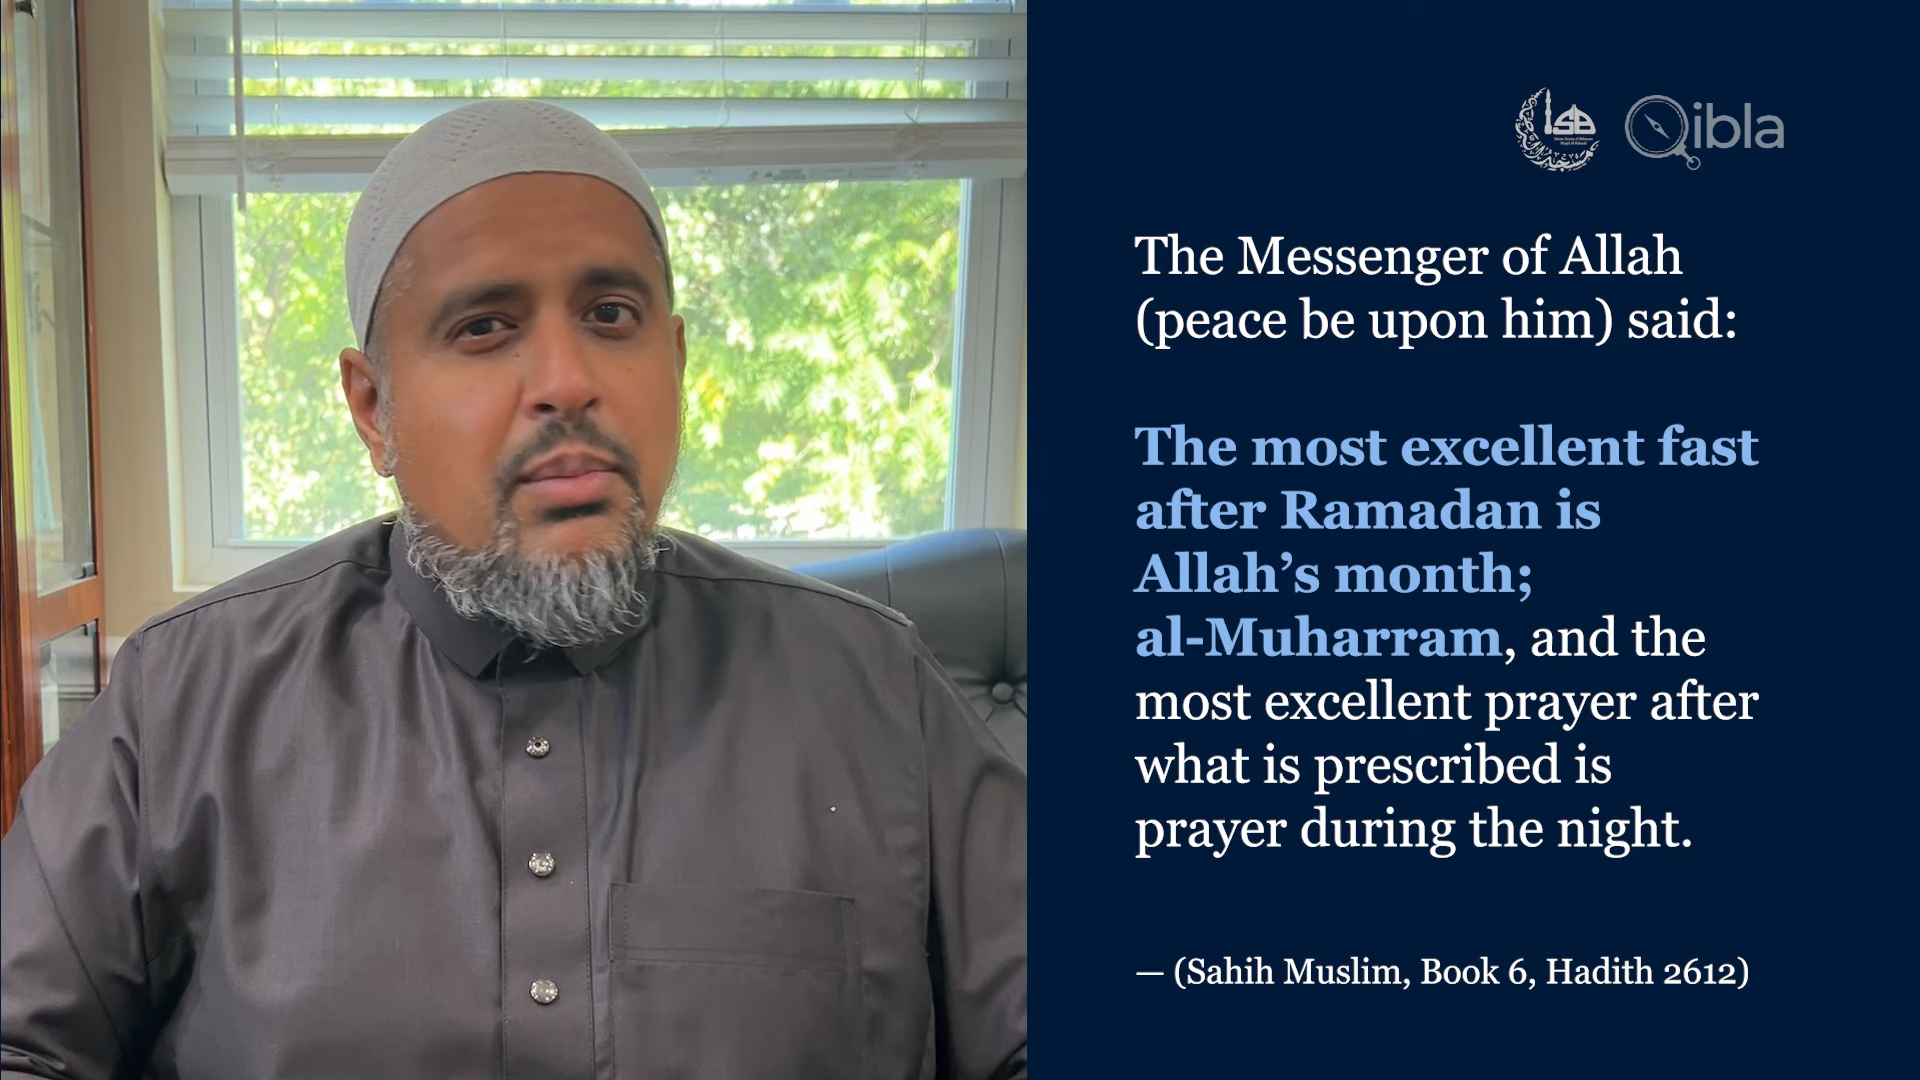 ISB
Qibla
The Messenger of Allah
(peace be upon him) said:
The most excellent fast
after Ramadan is
Allah’s month;
al-Muharram, and the
most excellent prayer after
what is prescribed is
prayer during the night.
— (Sahih Muslim, Book 6, Hadith 2612)